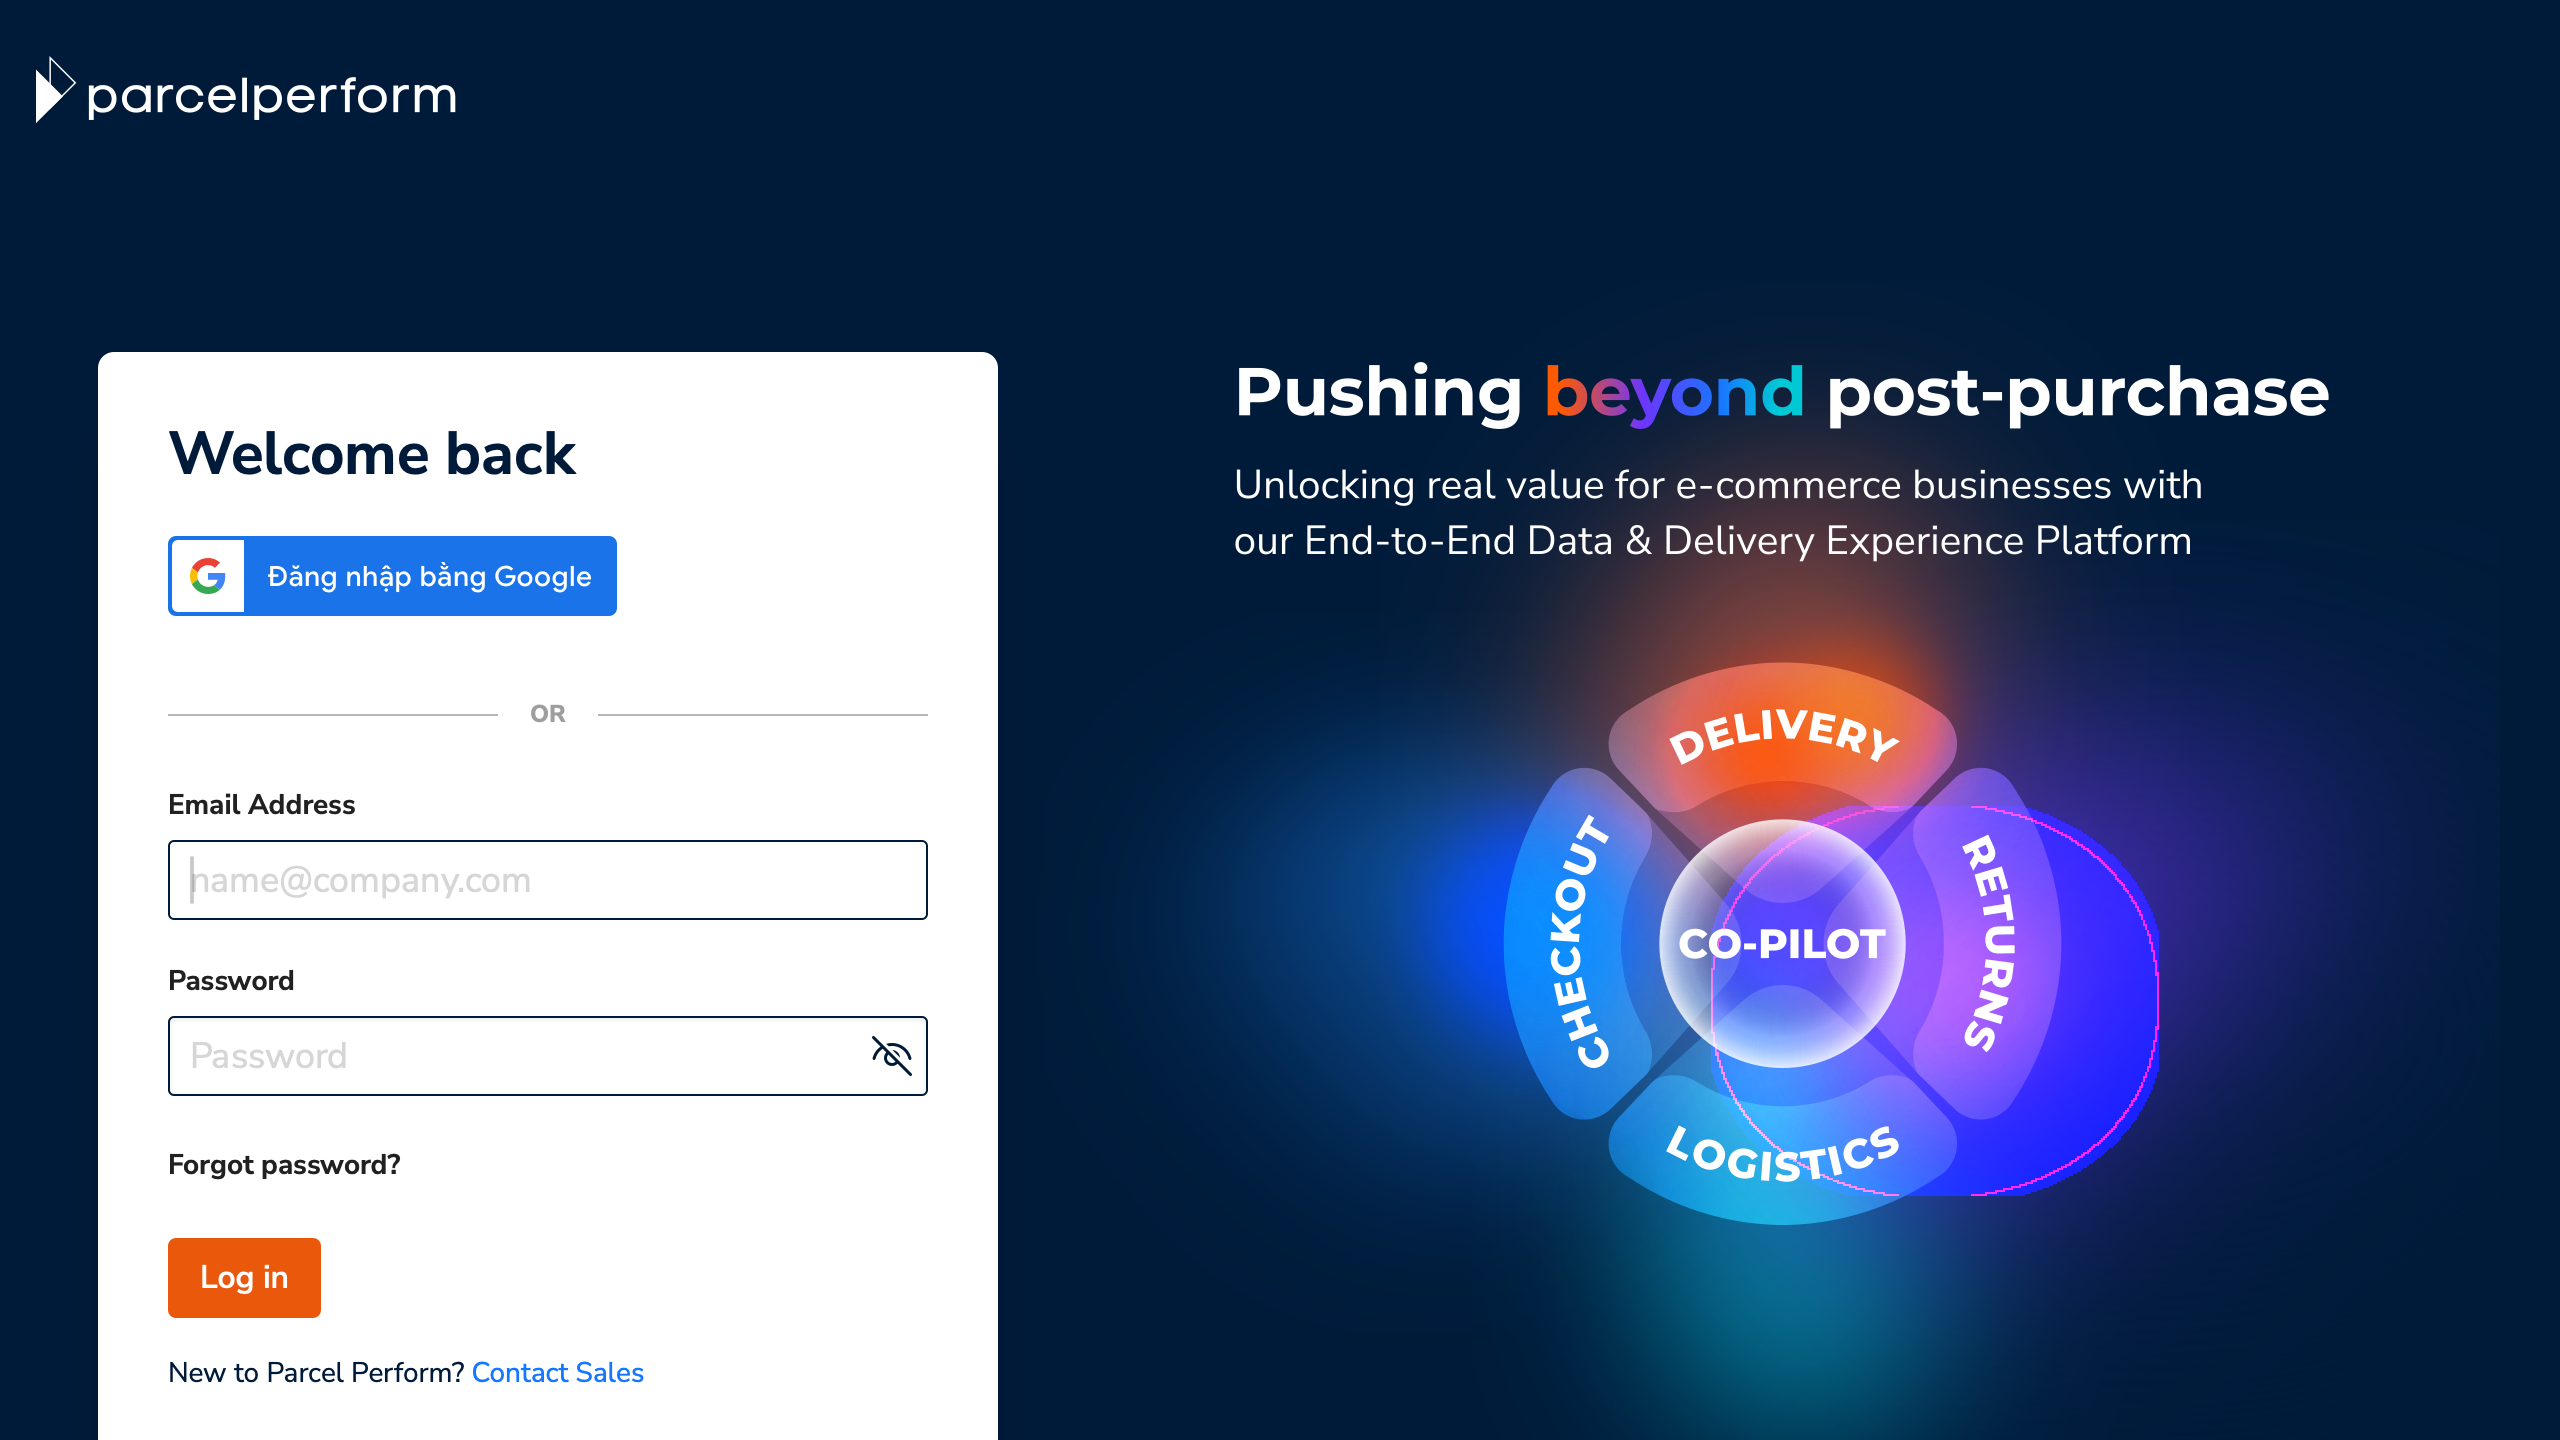 parcelperform
Welcome back
Đăng nhập bằng Google
OR
Email Address
name@company.com
Password
Password
Forgot password?
Log in
New to Parcel Perform? Contact Sales
Pushing beyond post-purchase
Unlocking real value for e-commerce businesses with
our End-to-End Data & Delivery Experience Platform
DELIVERY
CHECKOUT
CO-PILOT
RETURNS
LOGISTICS